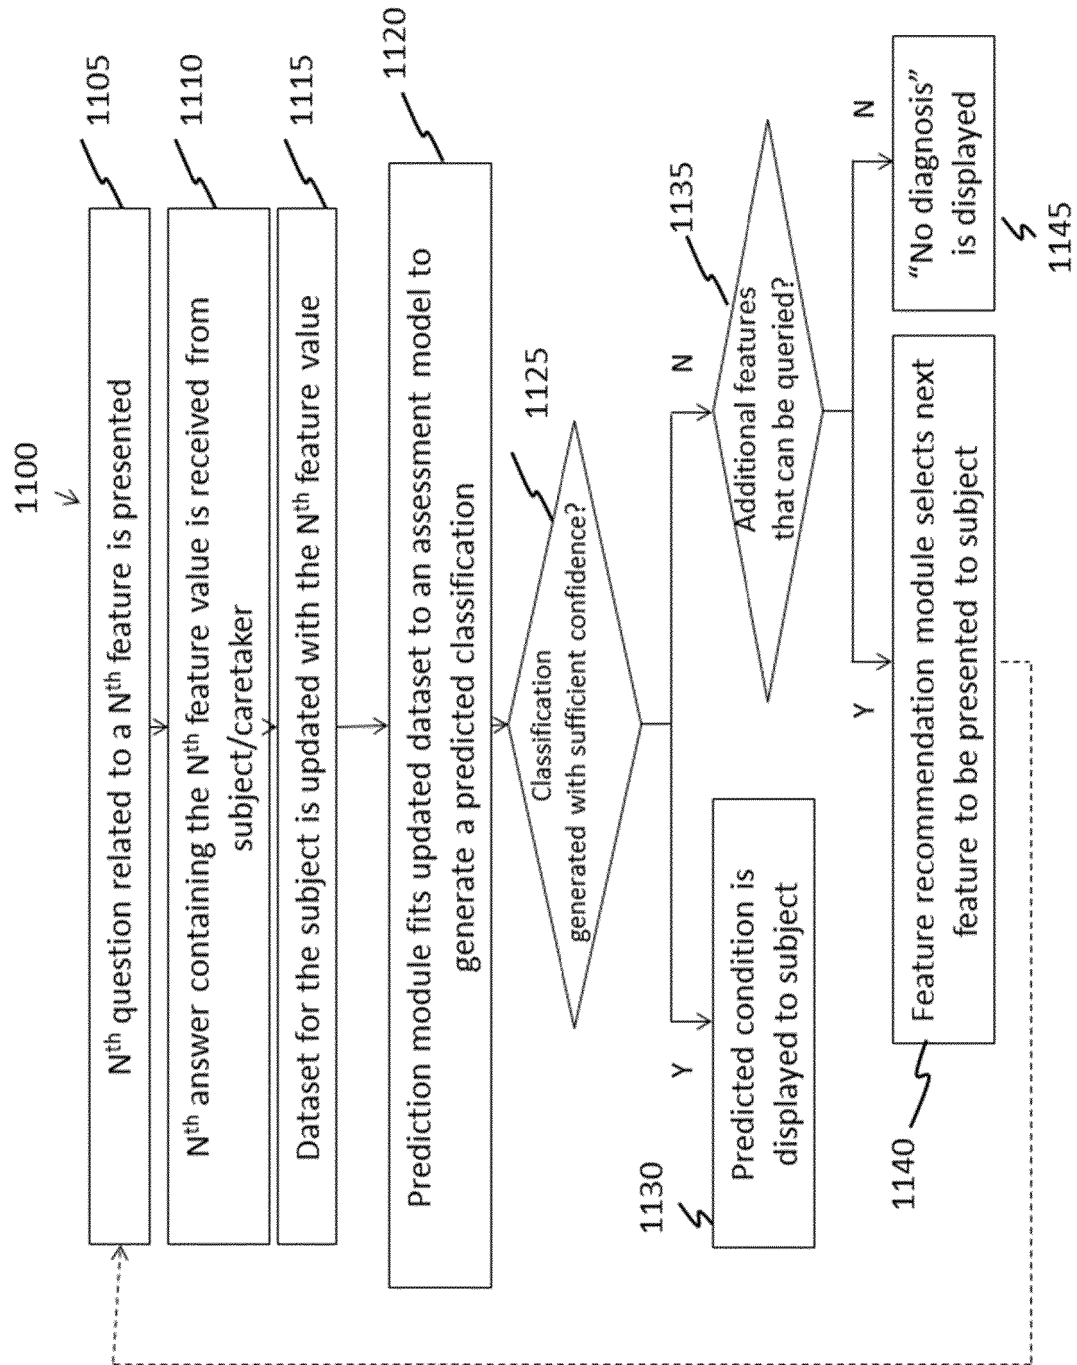 1100
Nth question related to a Nth feature is presented
1105
Nth answer containing the Nth feature value is received from
subject/caretaker
1110
Dataset for the subject is updated with the Nth feature value
1115
Prediction module fits updated dataset to an assessment model to
generate a predicted classification
1120
Classification
generated with sufficient confidence?
1125
Y
N
1130
Predicted condition is
displayed to subject
Additional features
that can be queried?
1135
Y
N
1140
Feature recommendation module selects next
feature to be presented to subject
“No diagnosis”
is displayed
1145